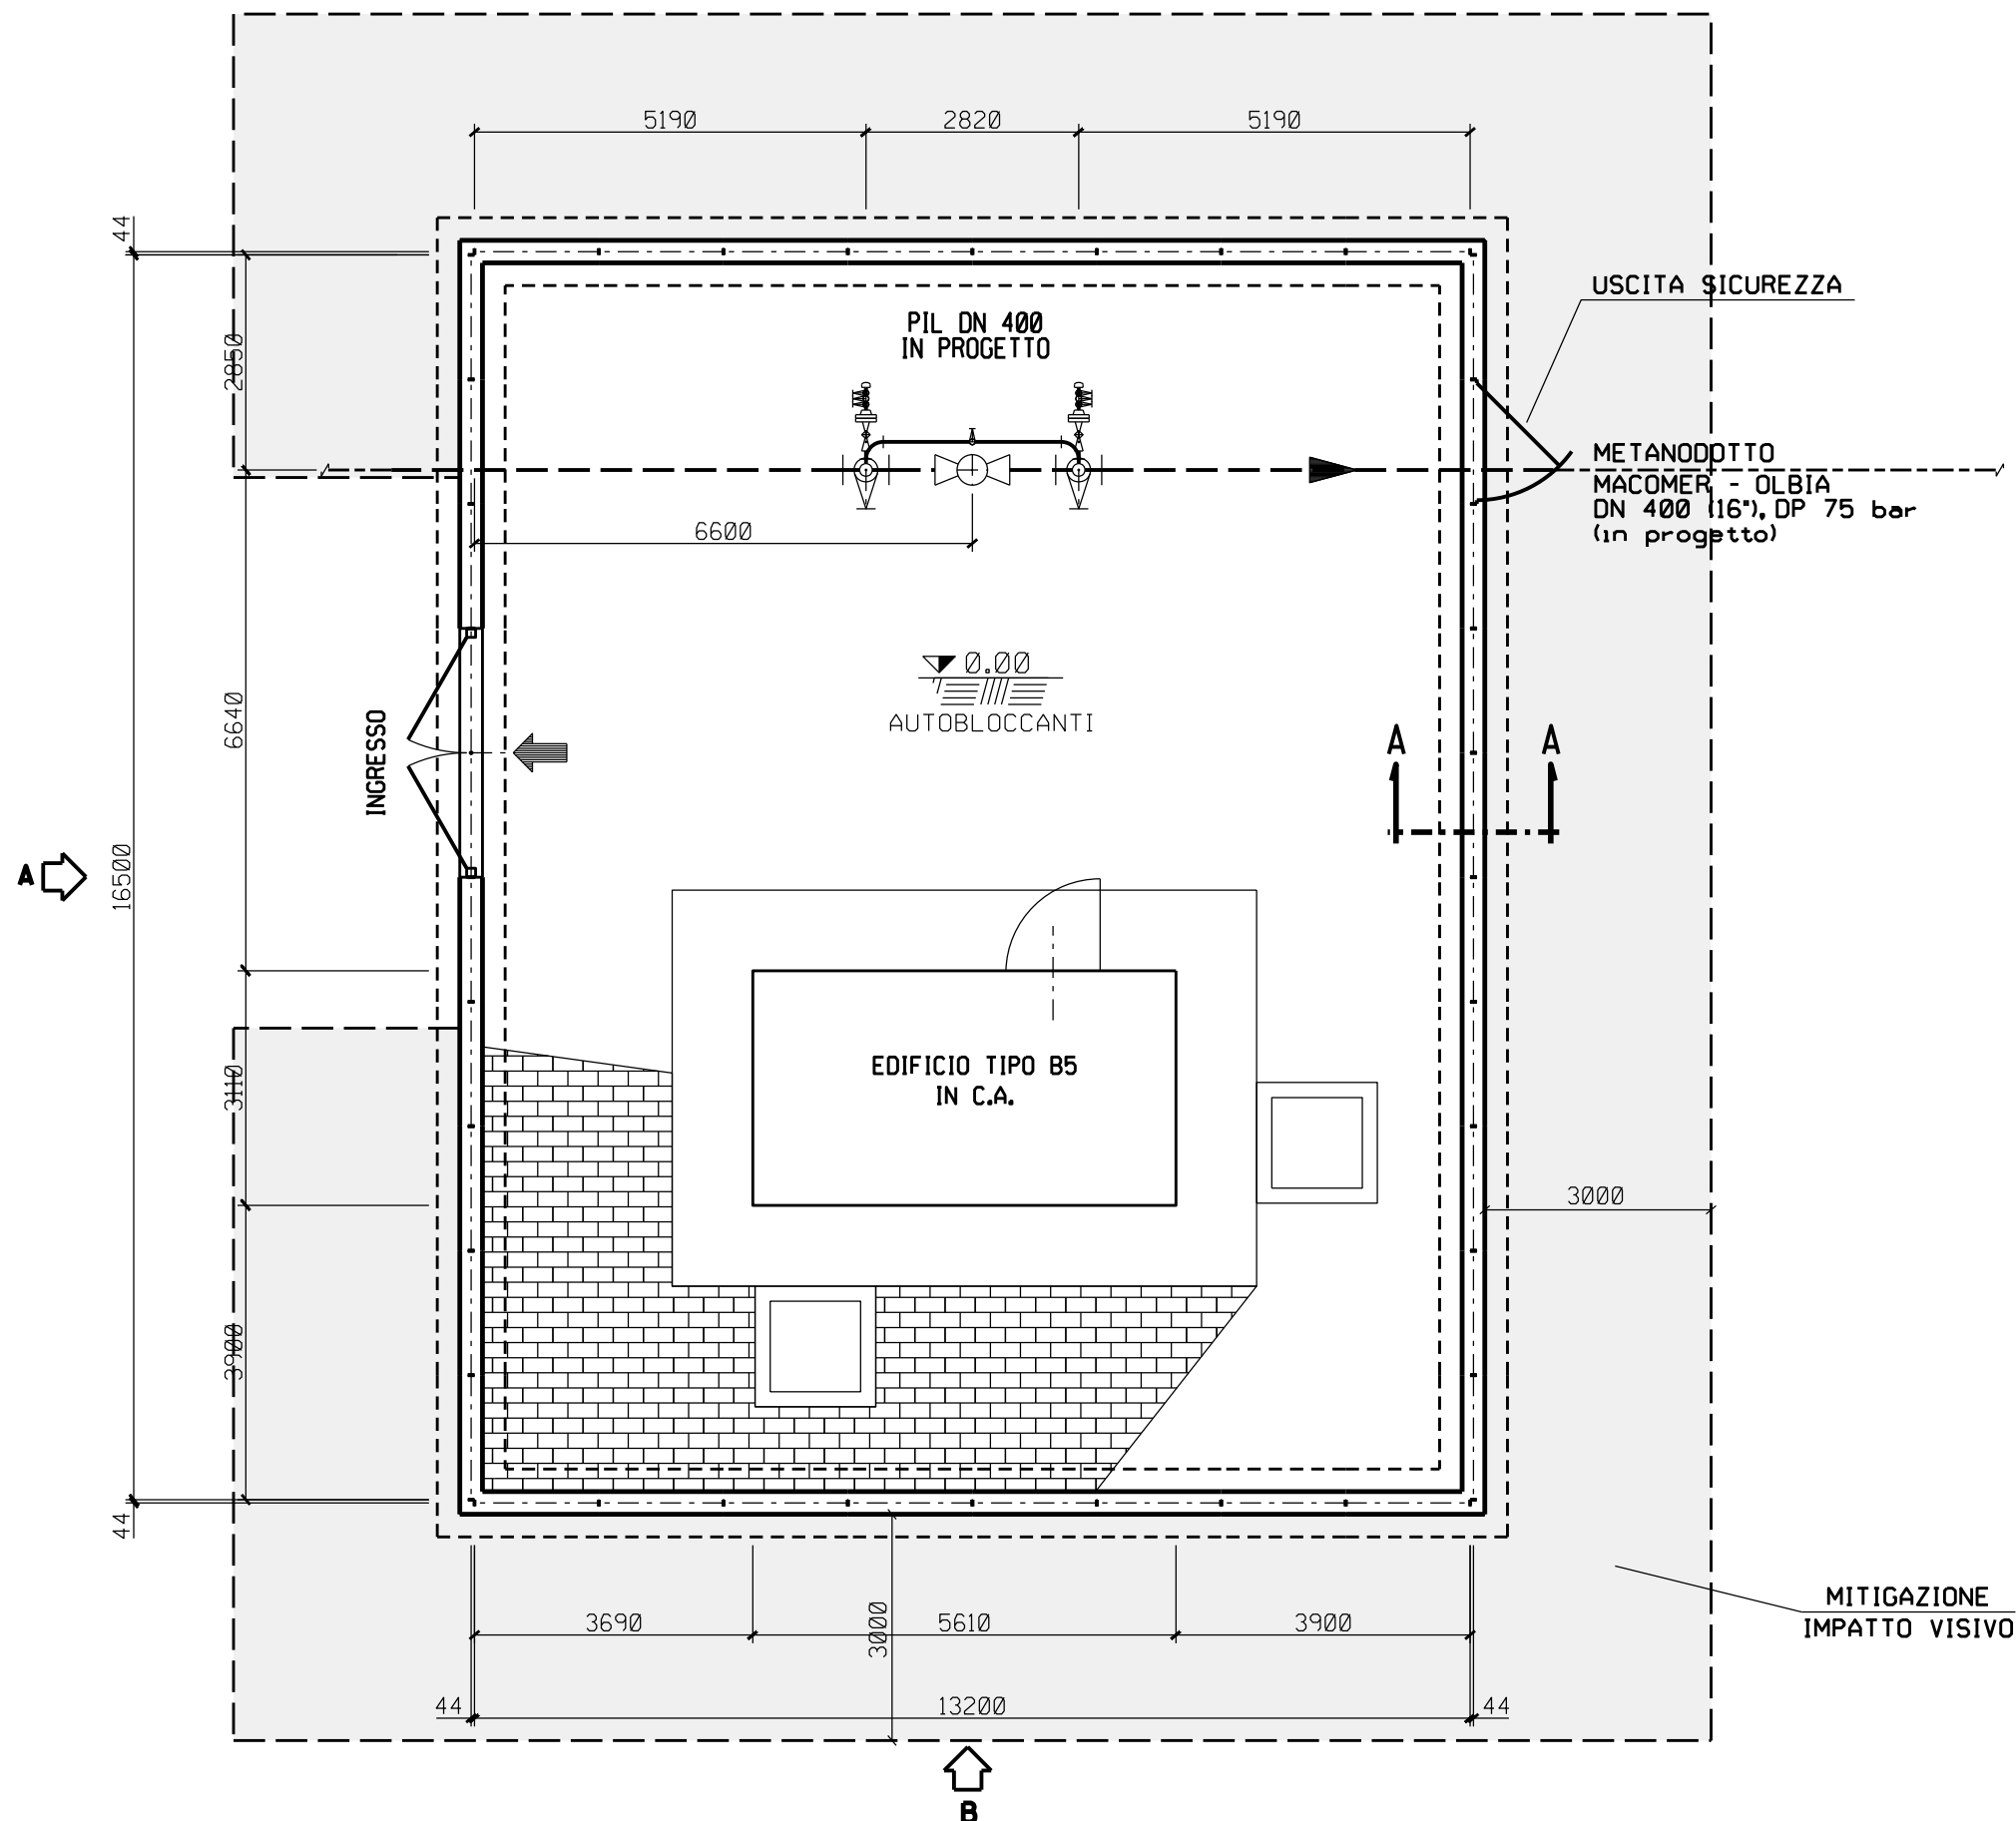 5190
2820
5190
44
2850
6640
16500
3110
3900
44
PIL DN 400
IN PROGETTO
USCITA SICUREZZA
METANODOTTO
MACOMER - OLBIA
DN 400 (16"), DP 75 bar
(in progetto)
6600
0.00
AUTOBLOCCANTI
INGRESSO
A
A
A
EDIFICIO TIPO B5
IN C.A.
3000
MITIGAZIONE
IMPATTO VISIVO
3690
5610
3900
3000
44
13200
44
B